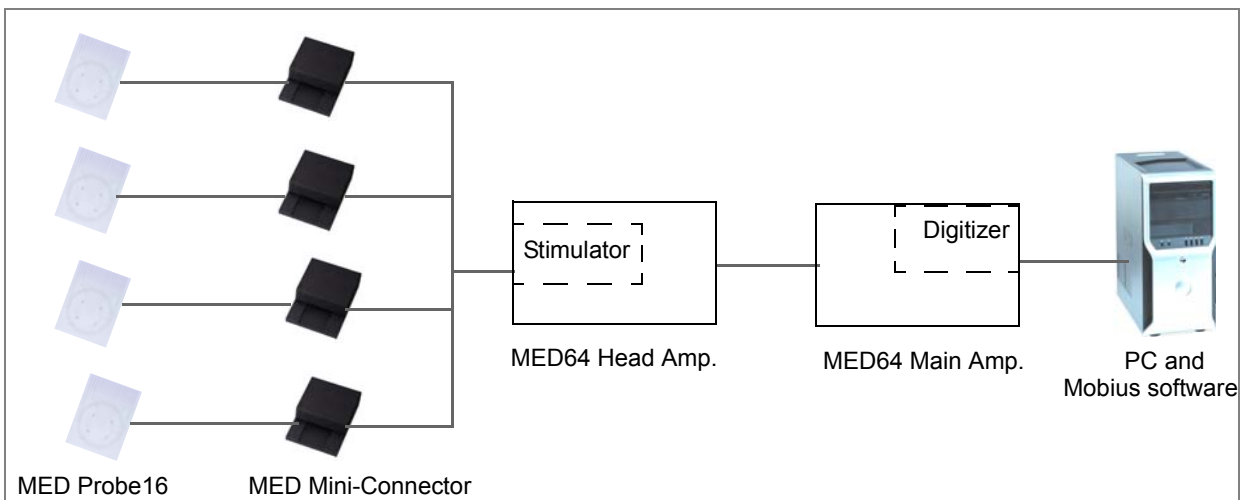 Stimulator
Digitizer
MED64 Head Amp.
MED64 Main Amp.
PC and
Mobius software
MED Probe16
MED Mini-Connector